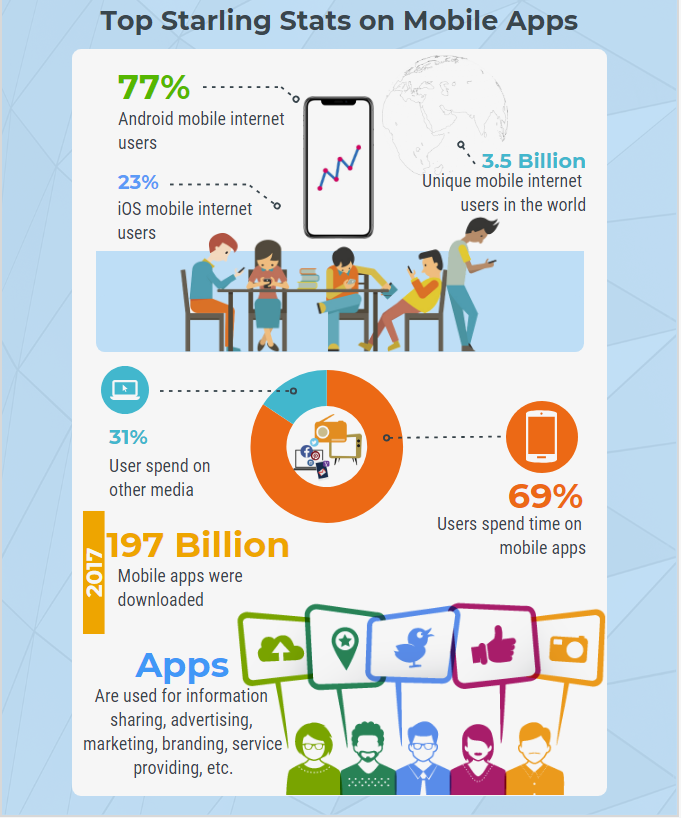 Top Starling Stats on Mobile Apps
77%
Android mobile internet
users
23%
iOS mobile internet
users
3.5 Billion
Unique mobile internet
users in the world
31%
User spend on
other media
69%
Users spend time on
mobile apps
2017
197 Billion
Mobile apps were
downloaded
Apps
Are used for information
sharing, advertising,
marketing, branding, service
providing, etc.